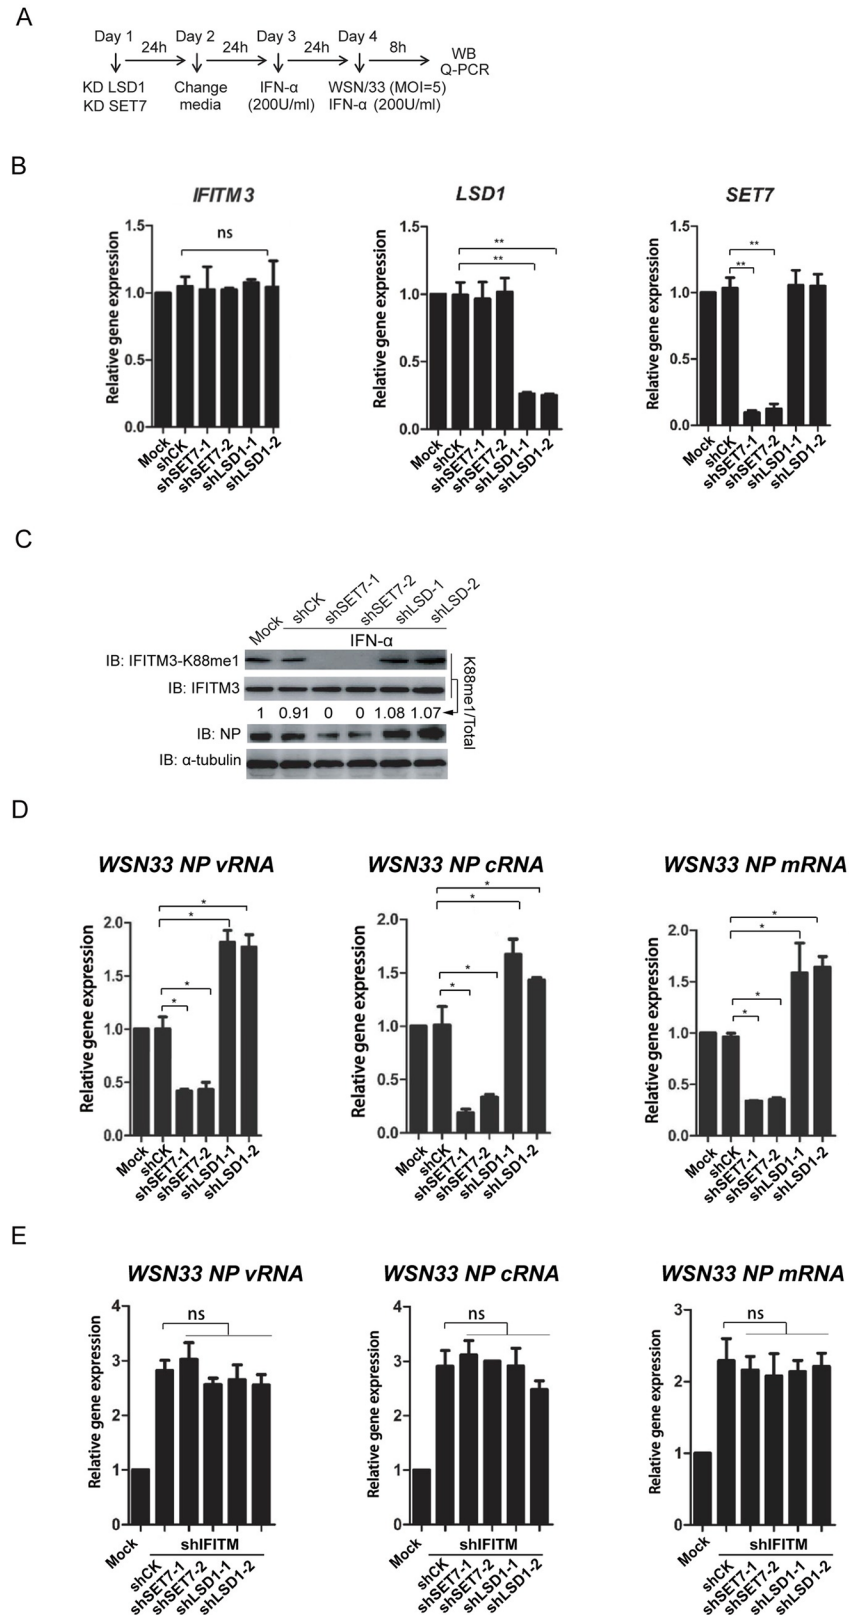 A
Day 1 Day 2 Day 3 Day 4
24h 24h 24h 8h
WB
Q-PCR
KD LSD1 Change IFN-α WSN/33 (MOI=5)
KD SET7 media (200U/ml) IFN-α (200U/ml)
B
IFITM3
Relative gene expression
1.5
1.0
0.5
0.0
ns
Mock shCK shSET7-1 shSET7-2 shLSD1-1 shLSD1-2
LSD1
Relative gene expression
1.5
1.0
0.5
0.0
**
**
Mock shCK shSET7-1 shSET7-2 shLSD1-1 shLSD1-2
SET7
Relative gene expression
1.5
1.0
0.5
0.0
**
**
Mock shCK shSET7-1 shSET7-2 shLSD1-1 shLSD1-2
C
Mock shCK shSET7-1 shSET7-2 shLSD-1 shLSD-2
IFN-α
IB: IFITM3-K88me1
IB: IFITM3
1 0.91 0 0 1.08 1.07
K88me1/Total
IB: NP
IB: α-tubulin
D
WSN33 NP vRNA
Relative gene expression
2.0
1.5
1.0
0.5
0.0
*
*
*
*
Mock shCK shSET7-1 shSET7-2 shLSD1-1 shLSD1-2
WSN33 NP cRNA
Relative gene expression
2.0
1.5
1.0
0.5
0.0
*
*
*
*
Mock shCK shSET7-1 shSET7-2 shLSD1-1 shLSD1-2
WSN33 NP mRNA
Relative gene expression
2.0
1.5
1.0
0.5
0.0
*
*
*
*
Mock shCK shSET7-1 shSET7-2 shLSD1-1 shLSD1-2
E
WSN33 NP vRNA
Relative gene expression
4
3
2
1
0
ns
shIFITM
Mock shCK shSET7-1 shSET7-2 shLSD1-1 shLSD1-2
WSN33 NP cRNA
Relative gene expression
4
3
2
1
0
ns
shIFITM
Mock shCK shSET7-1 shSET7-2 shLSD1-1 shLSD1-2
WSN33 NP mRNA
Relative gene expression
3
2
1
0
ns
shIFITM
Mock shCK shSET7-1 shSET7-2 shLSD1-1 shLSD1-2